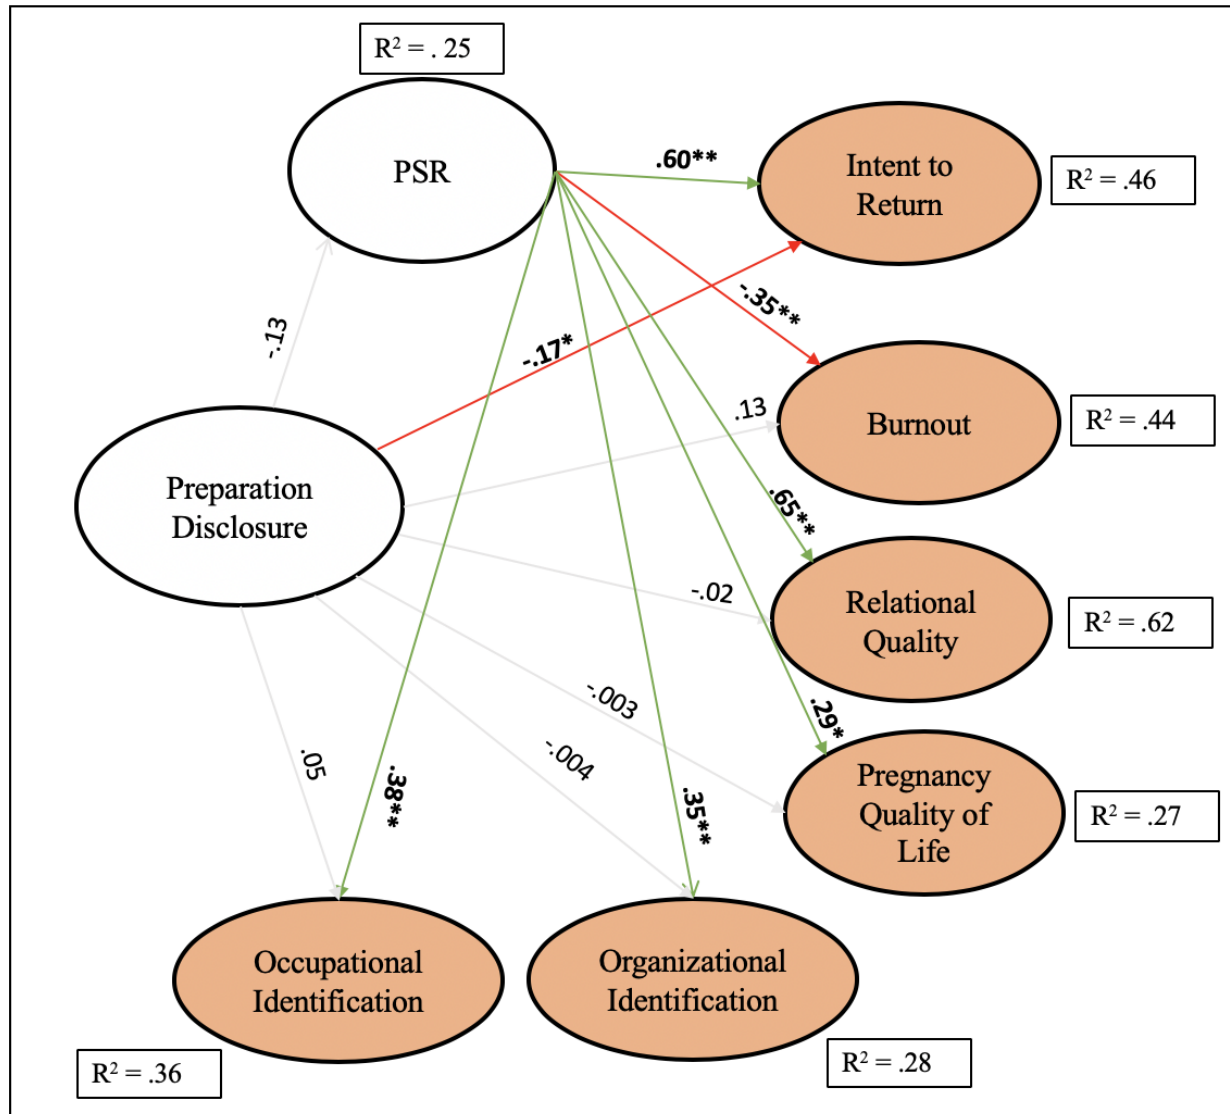 R² = . 25
PSR
.60**
Intent to
Return
R² = .46
-.35**
-.13
-.17*
.13
Burnout
R² = .44
Preparation
Disclosure
.65**
-.02
Relational
Quality
R² = .62
-.003
.29*
-.004
.05
.38**
.35**
Pregnancy
Quality of
Life
R² = .27
Occupational
Identification
Organizational
Identification
R² = .36
R² = .28